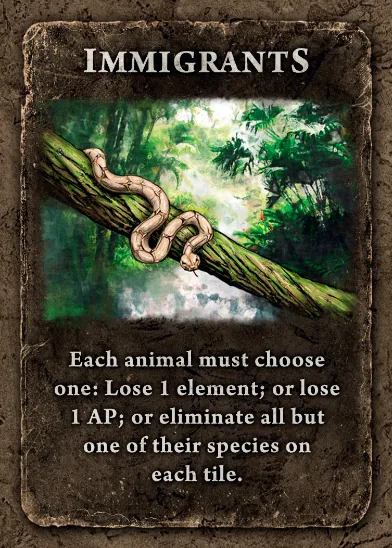 IMMIGRANTS
Each animal must choose
one: Lose 1 element; or lose
1 AP; or eliminate all but
one of their species on
each tile.